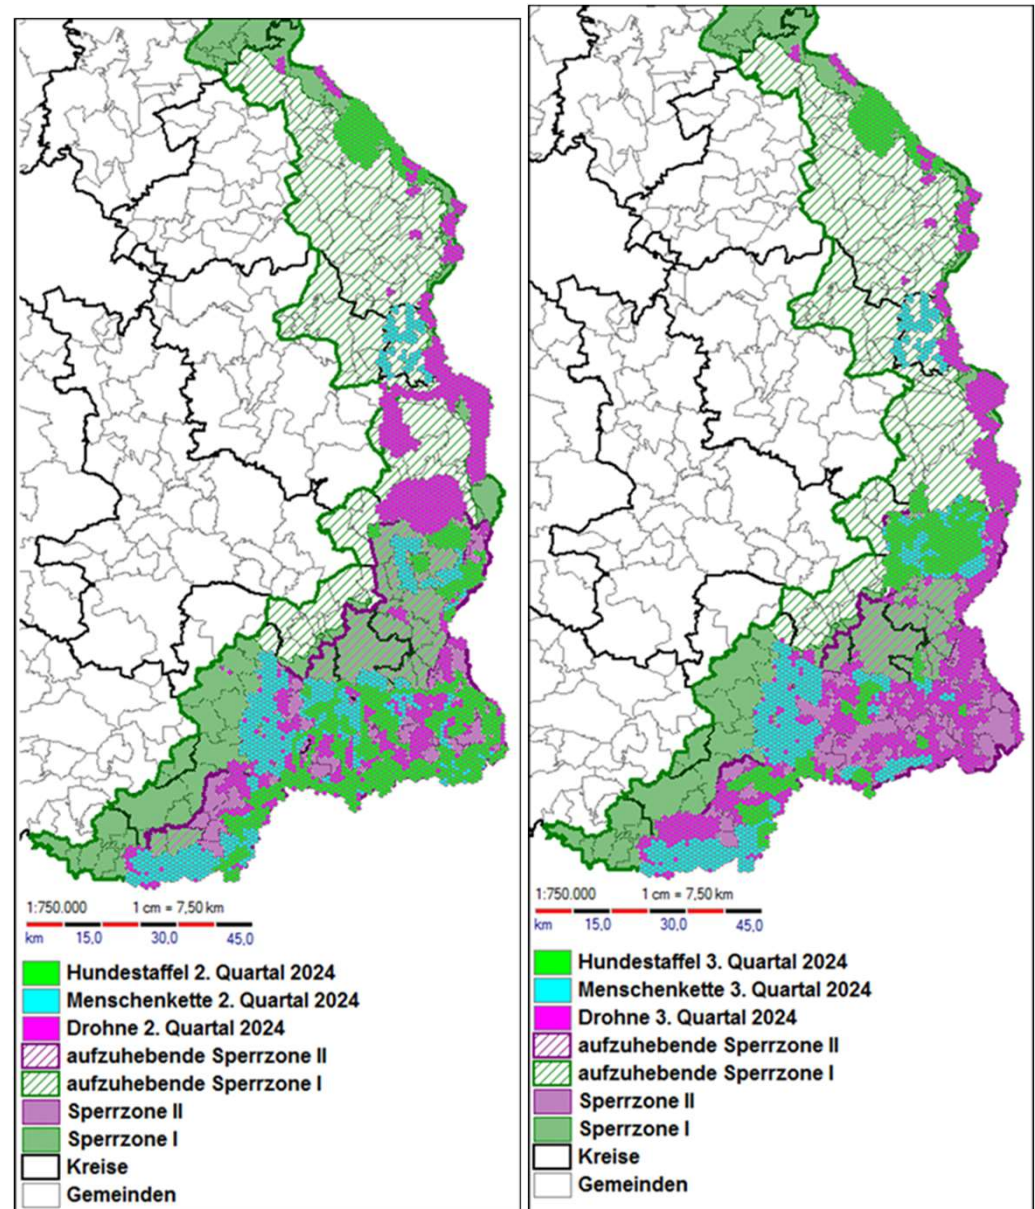 1:750.000 1 cm = 7,50 km
km 15,0 30,0 45,0
Hundestaffel 2. Quartal 2024
Menschenkette 2. Quartal 2024
Drohne 2. Quartal 2024
aufzuhebende Sperrzone II
aufzuhebende Sperrzone I
Sperrzone II
Sperrzone I
Kreise
Gemeinden
1:750.000 1 cm = 7,50 km
km 15,0 30,0 45,0
Hundestaffel 3. Quartal 2024
Menschenkette 3. Quartal 2024
Drohne 3. Quartal 2024
aufzuhebende Sperrzone II
aufzuhebende Sperrzone I
Sperrzone II
Sperrzone I
Kreise
Gemeinden